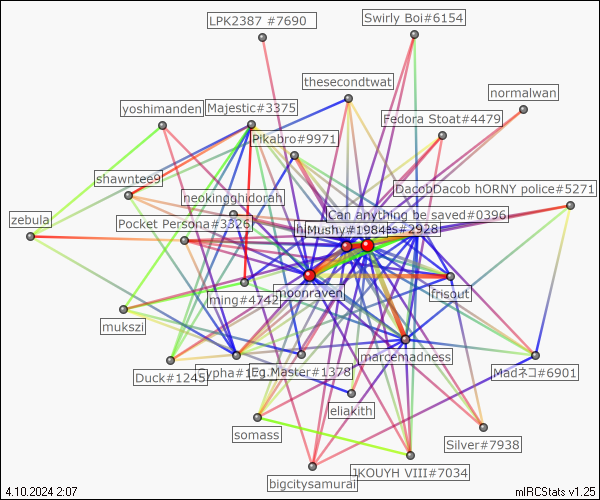 LPK2387 #7690
Swirly Boi#6154
thesecondtwat
normalwan
yoshimanden
Majestic#3375
Fedora Stoat#4479
Pikabro#9971
shawntee9
DacobDacob hORNY police#5271
neokingghidorah
zebula
Pocket Persona#3326
Can anything be saved#0396
Mushy#1984
es#2928
moonraven
frisout
ming#4742
mukszi
marcemadness
Duck#1245
Cypha#1
Eg.Master#1378
Madネコ#6901
eliakith
somass
Silver#7938
bigcitysamurai
JKOUYH VIII#7034
4.10.2024 2:07
mIRCStats v1.25